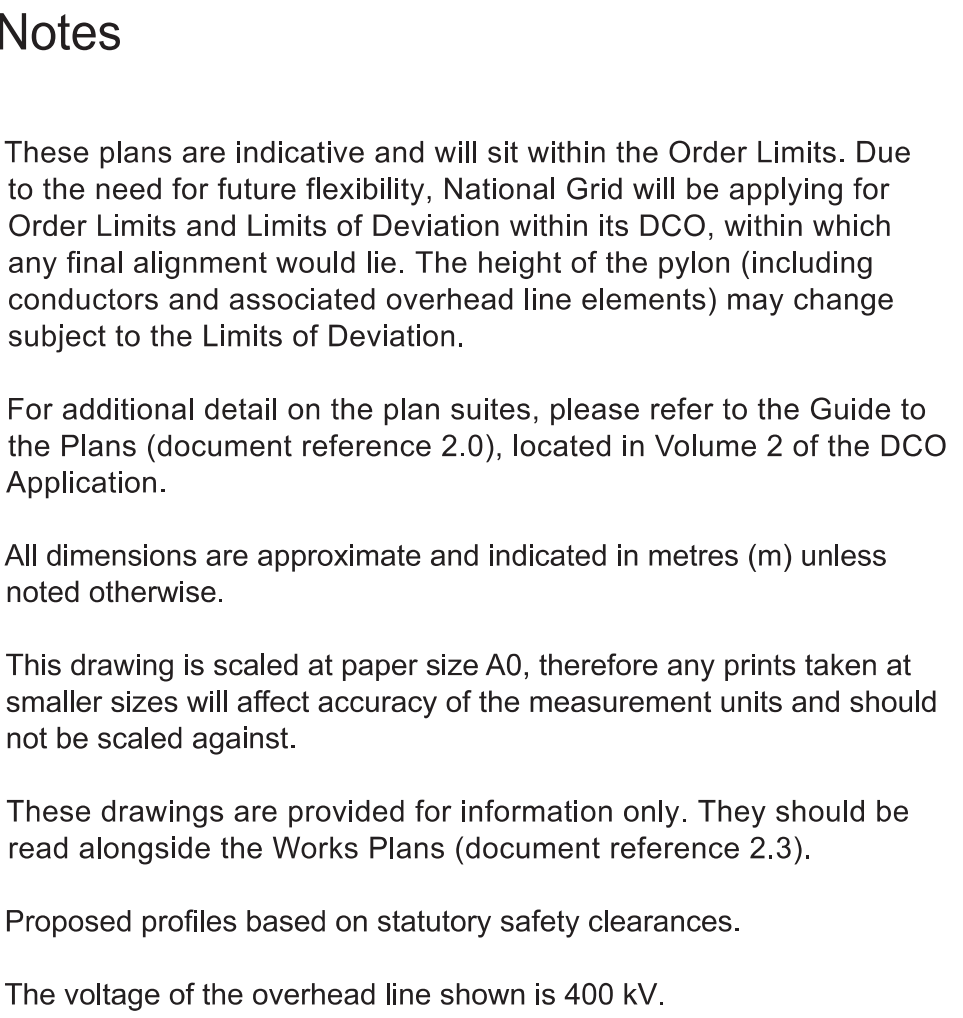 Notes
These plans are indicative and will sit within the Order Limits. Due
to the need for future flexibility, National Grid will be applying for
Order Limits and Limits of Deviation within its DCO, within which
any final alignment would lie. The height of the pylon (including
conductors and associated overhead line elements) may change
subject to the Limits of Deviation.
For additional detail on the plan suites, please refer to the Guide to
the Plans (document reference 2.0), located in Volume 2 of the DCO
Application.
All dimensions are approximate and indicated in metres (m) unless
noted otherwise.
This drawing is scaled at paper size A0, therefore any prints taken at
smaller sizes will affect accuracy of the measurement units and should
not be scaled against.
These drawings are provided for information only. They should be
read alongside the Works Plans (document reference 2.3).
Proposed profiles based on statutory safety clearances.
The voltage of the overhead line shown is 400 kV.